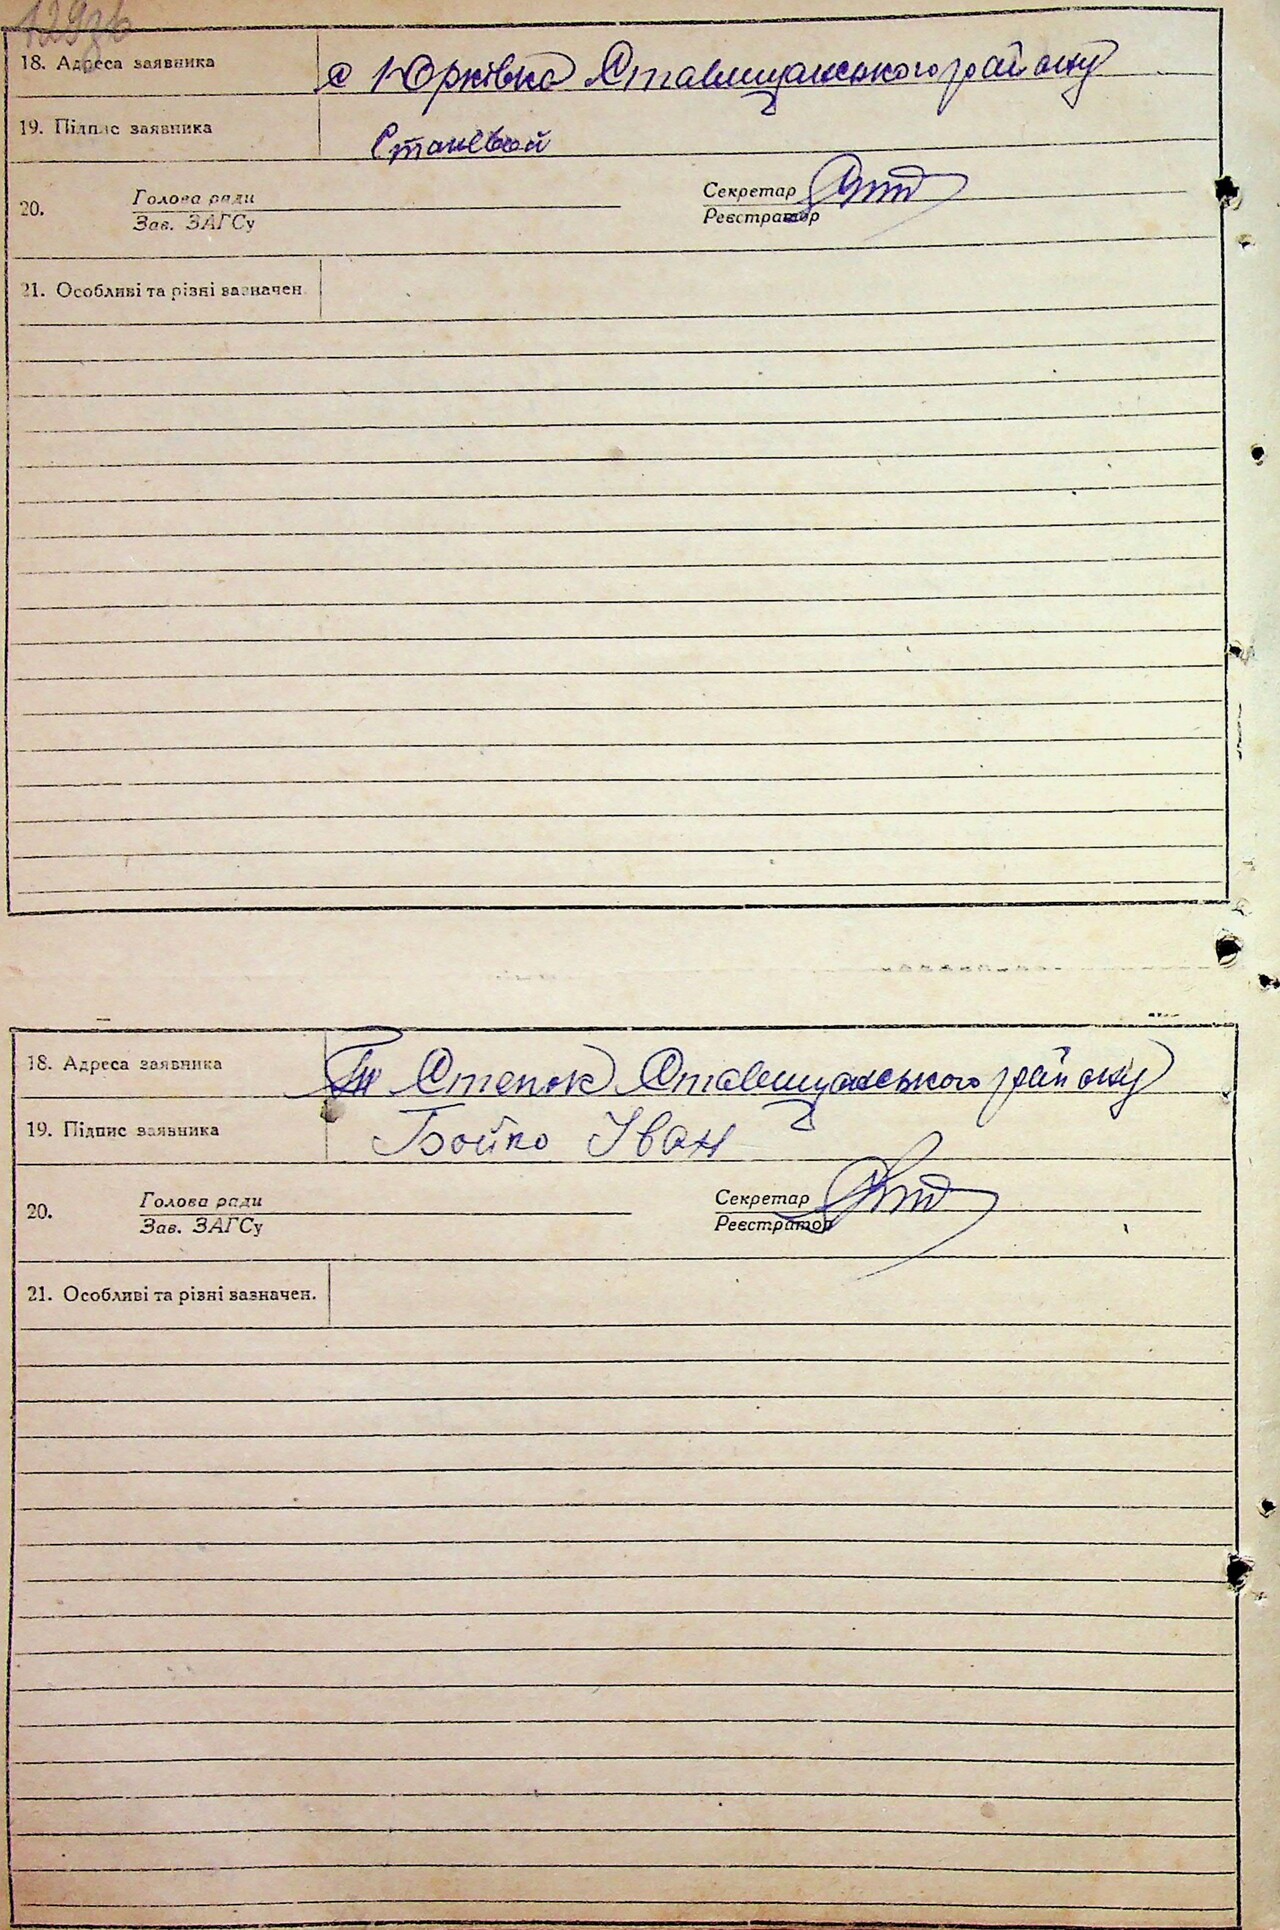 129зв
18. Адреса заявника с Юрківка Ставищанського району
19. Підпис заявника
20. Голова ради Секретар
Зав. ЗАГСу Реєстратор
21. Особливі та різні зазначен.
18. Адреса заявника Степок Ставищанського району
19. Підпис заявника Бойко Іван
20. Голова ради Секретар
Зав. ЗАГСу Реєстратор
21. Особливі та різні зазначен.